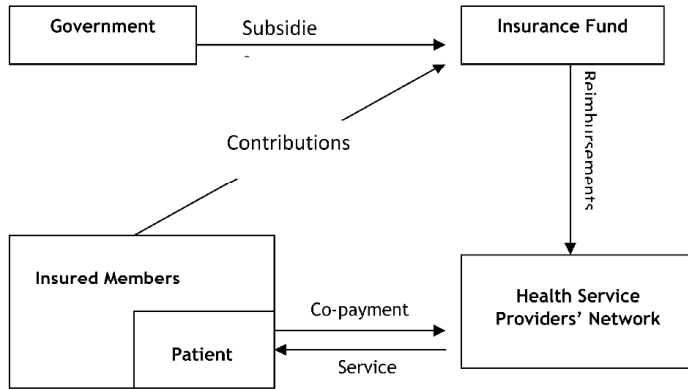 Government
Subsidie
Insurance Fund
Reimbursements
Contributions
Insured Members
Patient
Co-payment
Service
Health Service
Providers' Network